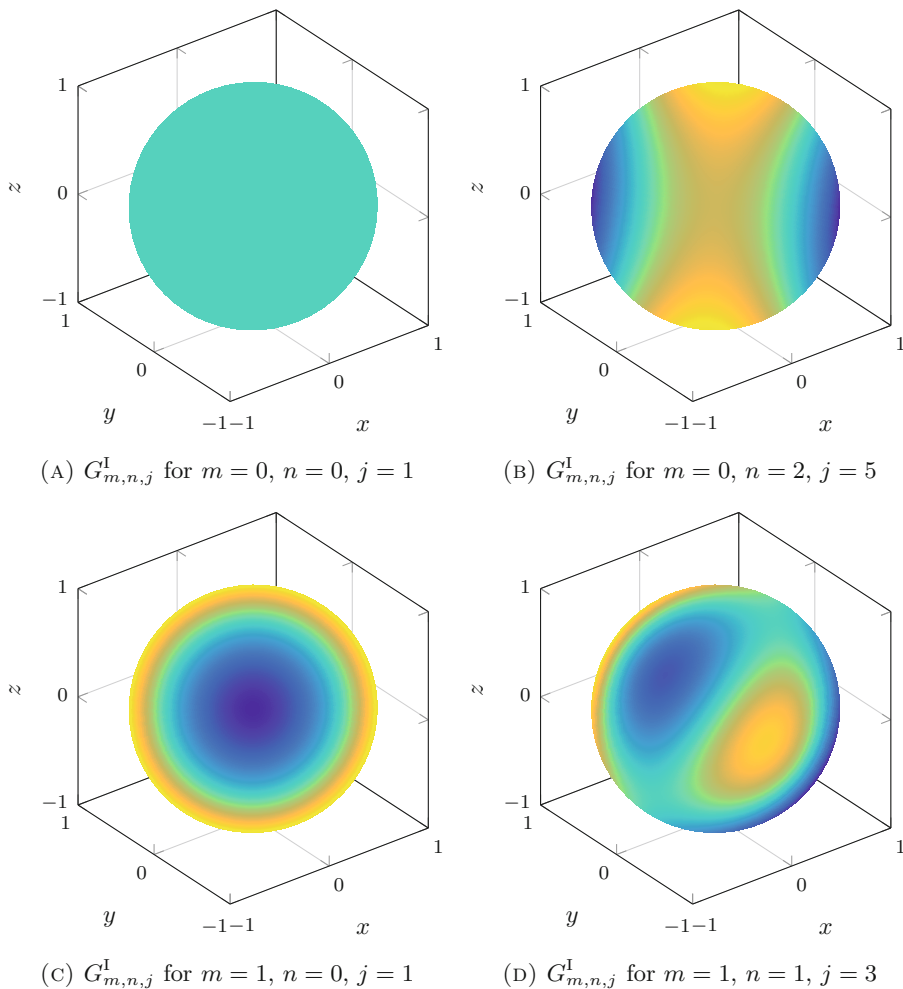 1
0
−1
z
1
0
−1−1
0
1
y
x
(A) G^I_{m,n,j} for m = 0, n = 0, j = 1
1
0
−1
z
1
0
−1−1
0
1
y
x
(B) G^I_{m,n,j} for m = 0, n = 2, j = 5
1
0
−1
z
1
0
−1−1
0
1
y
x
(C) G^I_{m,n,j} for m = 1, n = 0, j = 1
1
0
−1
z
1
0
−1−1
0
1
y
x
(D) G^I_{m,n,j} for m = 1, n = 1, j = 3